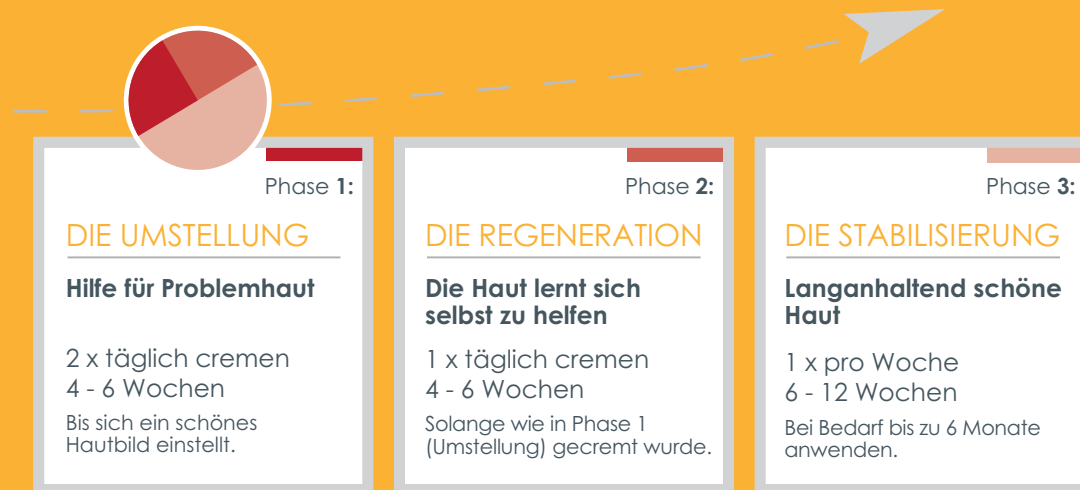 Phase 1:
DIE UMSTELLUNG
Hilfe für Problemhaut
2 x täglich cremen
4 - 6 Wochen
Bis sich ein schönes
Hautbild einstellt.
Phase 2:
DIE REGENERATION
Die Haut lernt sich
selbst zu helfen
1 x täglich cremen
4 - 6 Wochen
Solange wie in Phase 1
(Umstellung) gecremt wurde.
Phase 3:
DIE STABILISIERUNG
Langanhaltend schöne
Haut
1 x pro Woche
6 - 12 Wochen
Bei Bedarf bis zu 6 Monate
anwenden.